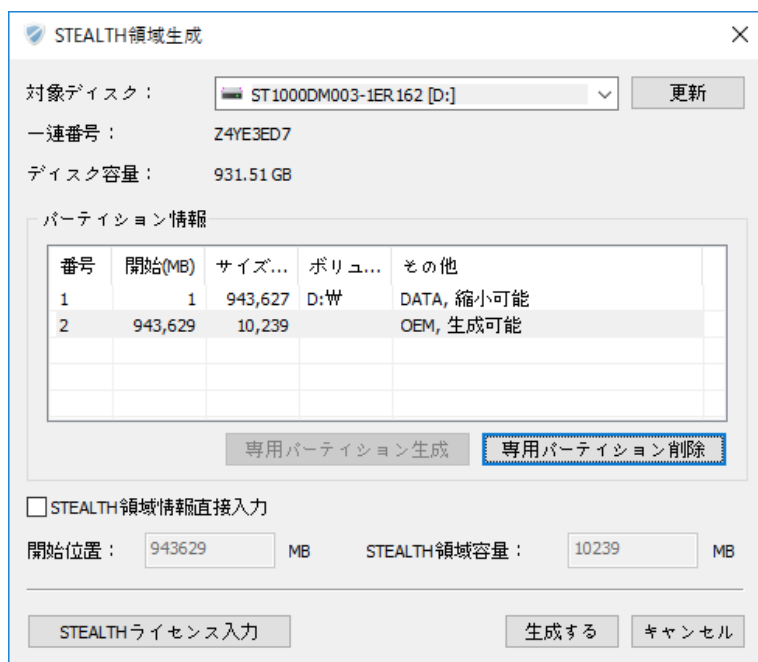 STEALTH領域生成
対象ディスク： ST1000DM003-1ER162 [D:] 更新
一連番号： Z4YE3ED7
ディスク容量： 931.51 GB
パーティション情報
番号 開始(MB) サイズ... ボリュ... その他
1 1 943,627 D:₩ DATA, 縮小可能
2 943,629 10,239 OEM, 生成可能
専用パーティション生成 専用パーティション削除
STEALTH領域情報直接入力
開始位置： 943629 MB STEALTH領域容量： 10239 MB
STEALTHライセンス入力 生成する キャンセル